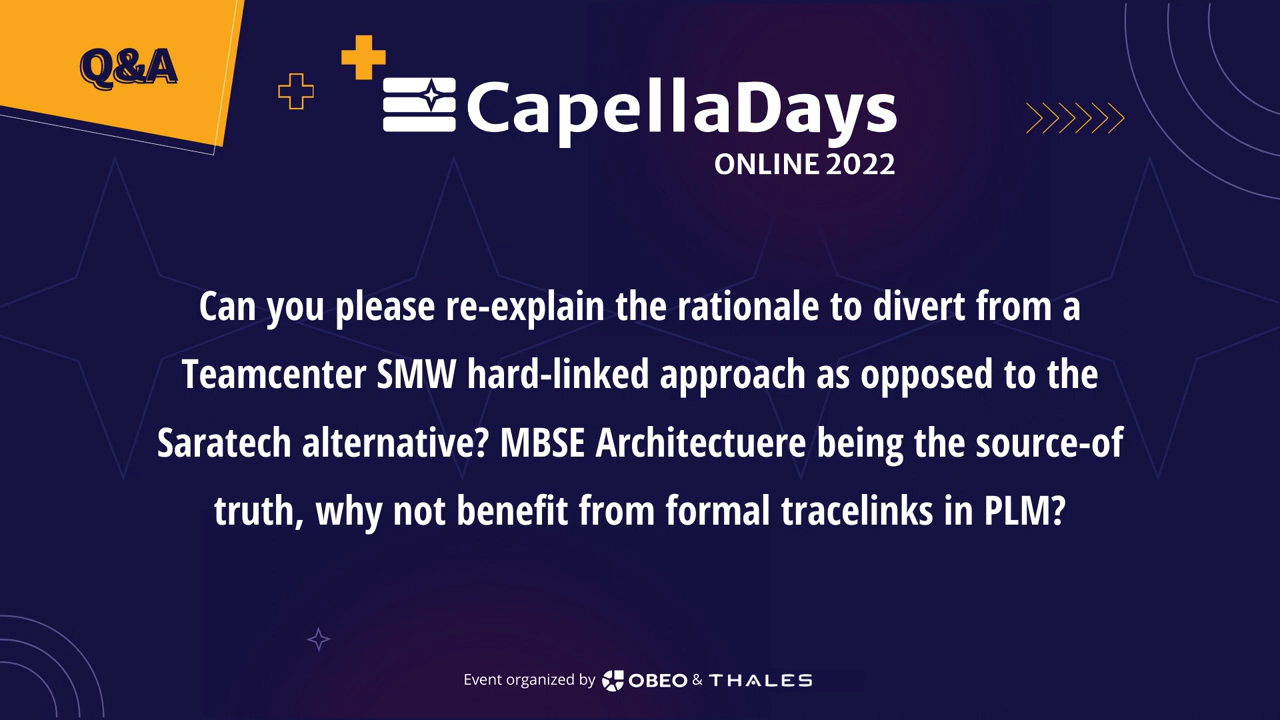 Q&A
CapellaDays
ONLINE 2022
Can you please re-explain the rationale to divert from a
Teamcenter SMW hard-linked approach as opposed to the
Saratech alternative? MBSE Architectuere being the source-of
truth, why not benefit from formal tracelinks in PLM?
Event organized by OBEO & THALES